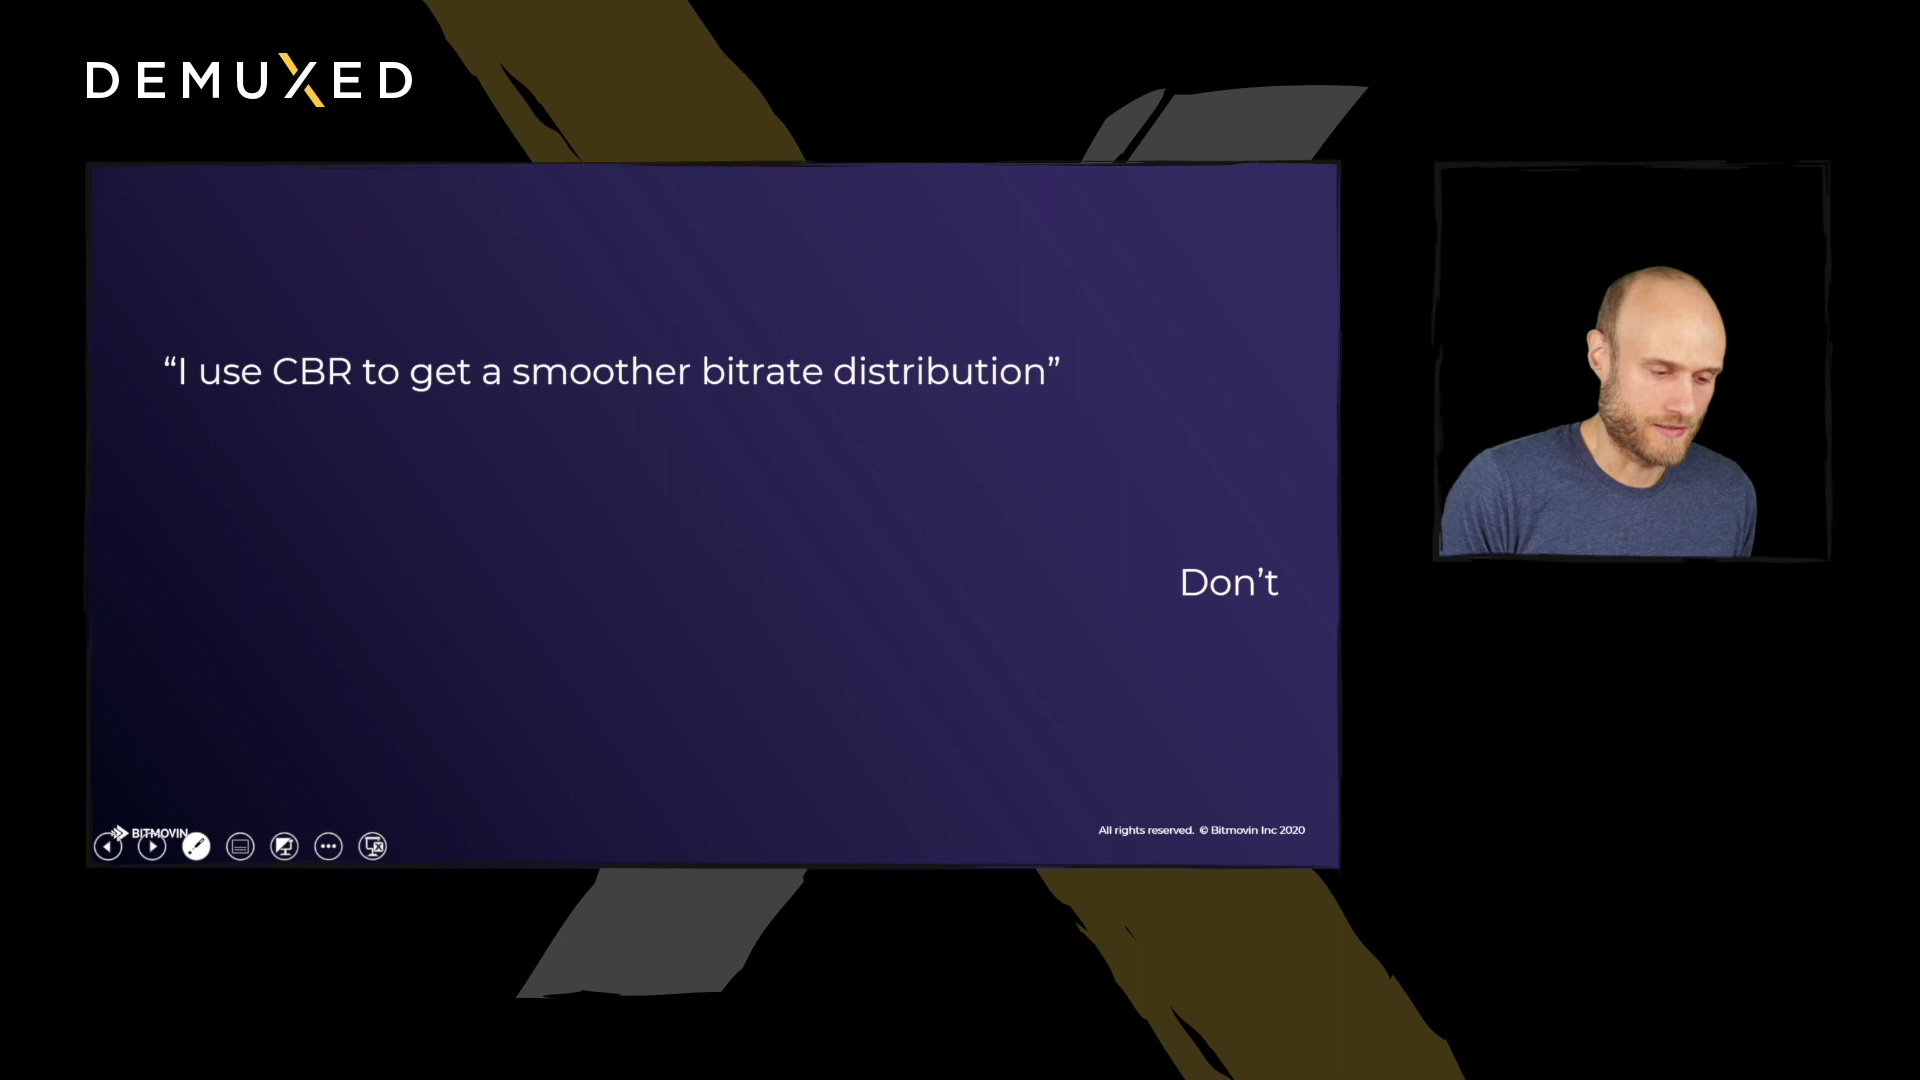 DEMUXED
“I use CBR to get a smoother bitrate distribution”
Don’t
BITMOVIN
All rights reserved. © Bitmovin Inc 2020